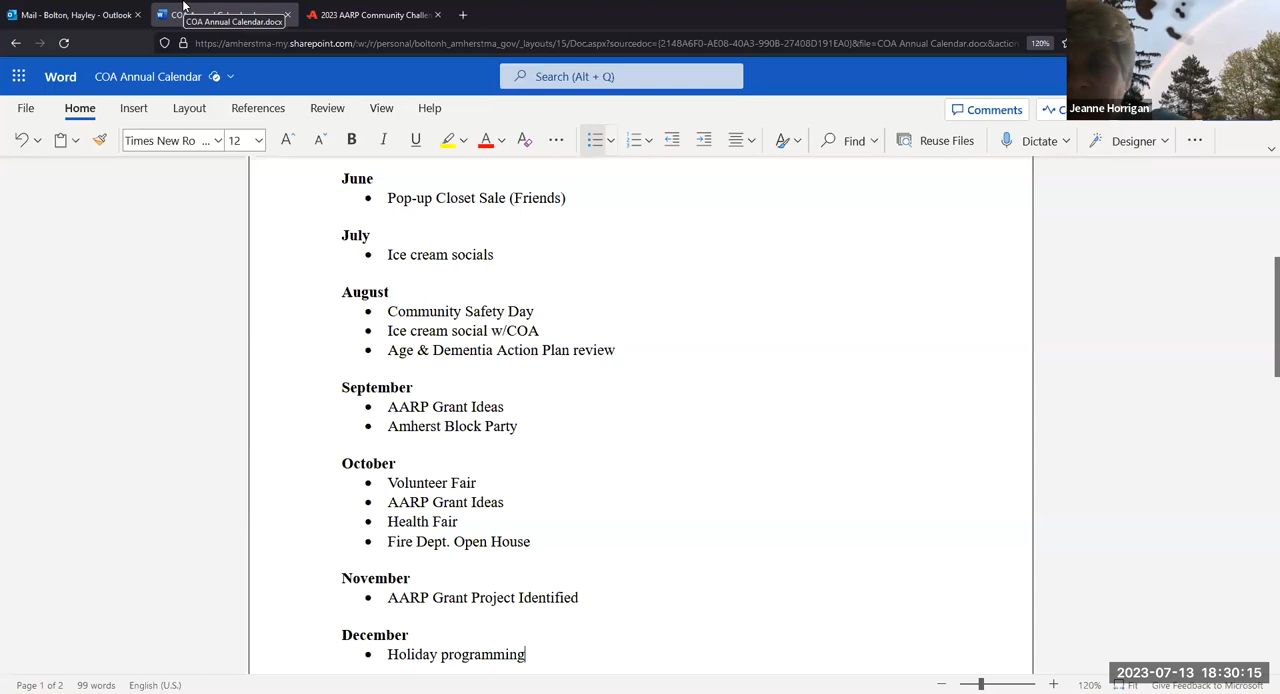 Mail - Bolton, Hayley - Outlook
COA Annual Calendar.docx
2023 AARP Community Challe
https://amherstma-my.sharepoint.com/w:/r/personal/boltonh_amherstma_gov/_layouts/15/Doc.aspx?sourcedoc={2148A6F0-AE08-40A3-990B-27408D191EA0}&file=COA Annual Calendar.docx&action
120%
Word
COA Annual Calendar
Search (Alt + Q)
Jeanne Horrigan
File Home Insert Layout References Review View Help
Comments
Times New Ro ... 12
B I U A
Find
Reuse Files
Dictate
Designer
June
• Pop-up Closet Sale (Friends)
July
• Ice cream socials
August
• Community Safety Day
• Ice cream social w/COA
• Age & Dementia Action Plan review
September
• AARP Grant Ideas
• Amherst Block Party
October
• Volunteer Fair
• AARP Grant Ideas
• Health Fair
• Fire Dept. Open House
November
• AARP Grant Project Identified
December
• Holiday programming
Page 1 of 2 99 words English (U.S.)
120% Fit Give Feedback to Microsoft
2023-07-13 18:30:15